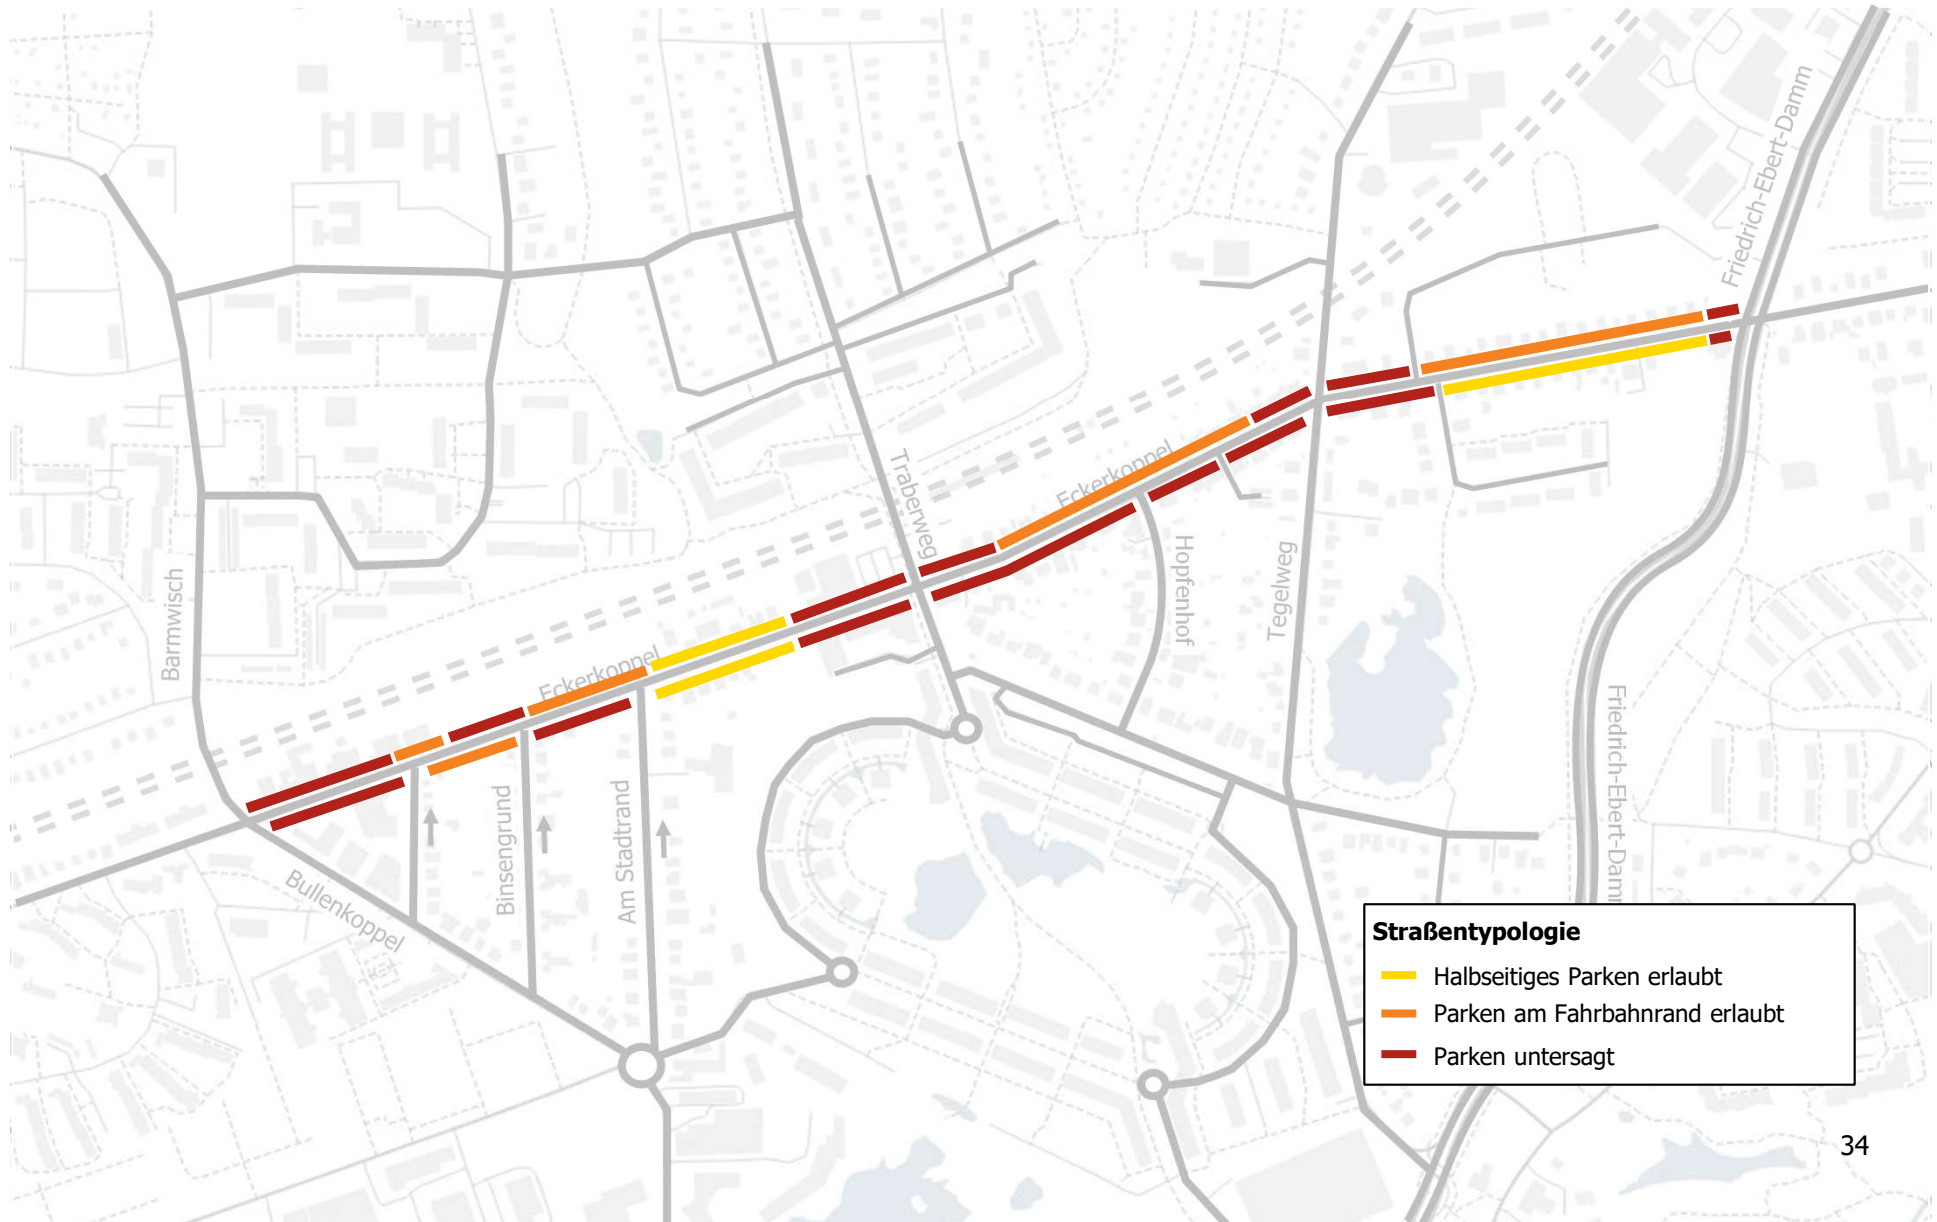 Friedrich-Ebert-Damm
Traberweg
Eckerkoppel
Hopfenhof
Tegelweg
Barmwisch
Eckerkoppel
Friedrich-Ebert-Damm
Binsengrund
Am Stadtrand
Bullenkoppel
Straßentypologie
Halbseitiges Parken erlaubt
Parken am Fahrbahnrand erlaubt
Parken untersagt
34